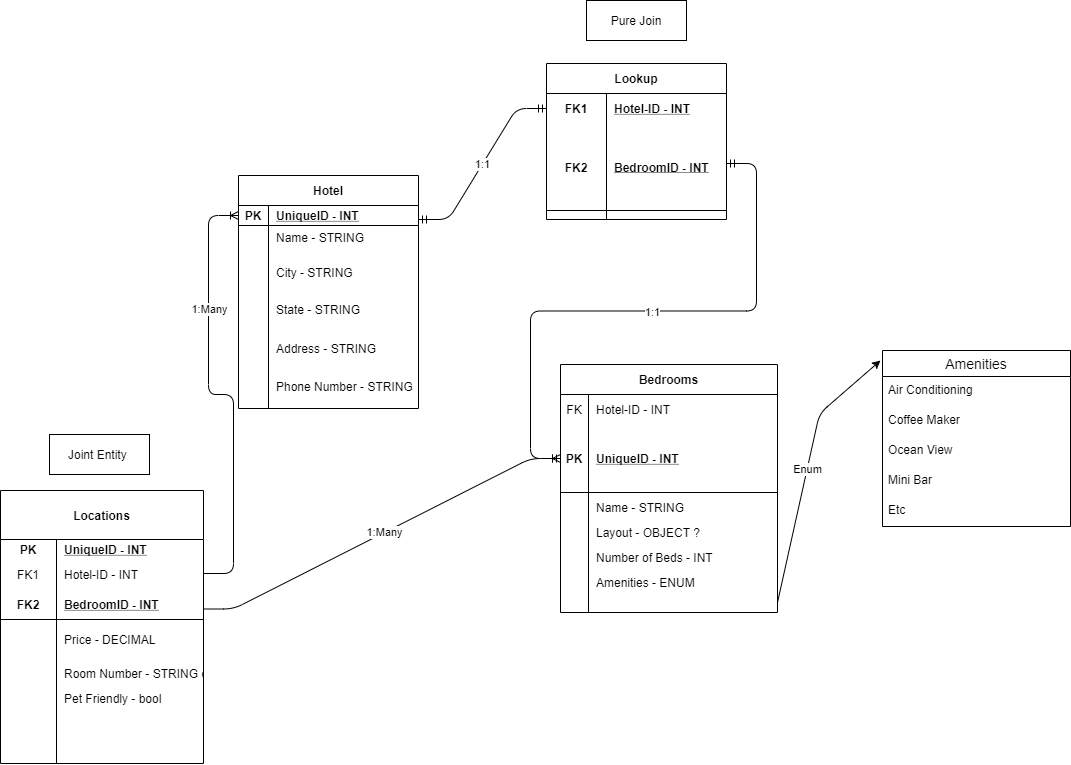 Pure Join
Lookup
FK1 Hotel-ID - INT
FK2 BedroomID - INT
1:1
Hotel
PK UniqueID - INT
Name - STRING
City - STRING
State - STRING
Address - STRING
Phone Number - STRING
1:Many
1:1
Bedrooms
FK Hotel-ID - INT
PK UniqueID - INT
Name - STRING
Layout - OBJECT ?
Number of Beds - INT
Amenities - ENUM
Amenities
Air Conditioning
Coffee Maker
Ocean View
Mini Bar
Etc
Enum
Joint Entity
Locations
PK UniqueID - INT
FK1 Hotel-ID - INT
FK2 BedroomID - INT
Price - DECIMAL
Room Number - STRING
Pet Friendly - bool
1:Many